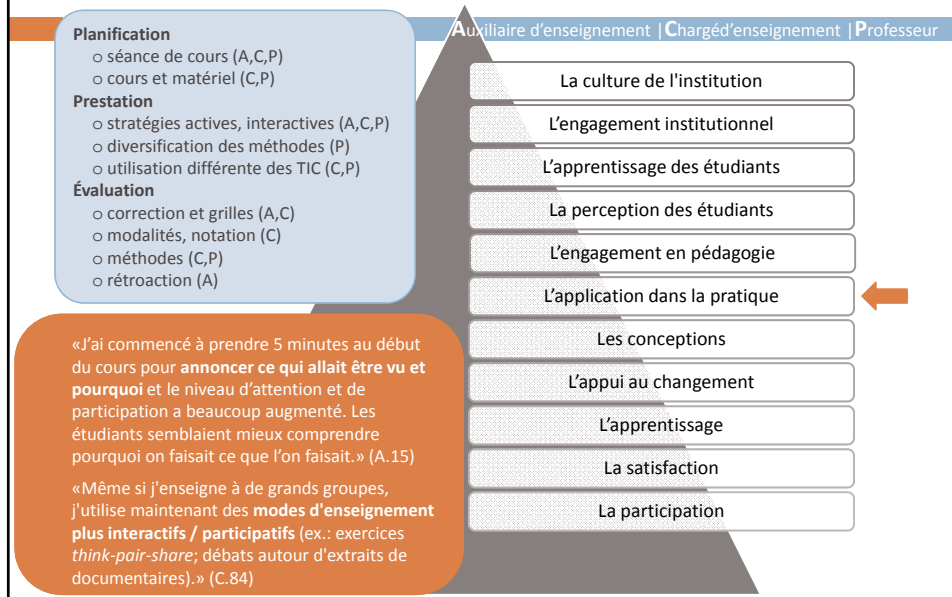 Auxiliaire d'enseignement |Chargéd'enseignement |Professeur
Planification
o séance de cours (A,C,P)
o cours et matériel (C,P)
Prestation
o stratégies actives, interactives (A,C,P)
o diversification des méthodes (P)
o utilisation différente des TIC (C,P)
Évaluation
o correction et grilles (A,C)
o modalités, notation (C)
o méthodes (C,P)
o rétroaction (A)
«J'ai commencé à prendre 5 minutes au début
du cours pour annoncer ce qui allait être vu et
pourquoi et le niveau d'attention et de
participation a beaucoup augmenté. Les
étudiants semblaient mieux comprendre
pourquoi on faisait ce que l'on faisait.» (A.15)
«Même si j'enseigne à de grands groupes,
j'utilise maintenant des modes d'enseignement
plus interactifs / participatifs (ex.: exercices
think-pair-share; débats autour d'extraits de
documentaires).» (C.84)
La culture de l'institution
L'engagement institutionnel
L'apprentissage des étudiants
La perception des étudiants
L'engagement en pédagogie
L'application dans la pratique
Les conceptions
L'appui au changement
L'apprentissage
La satisfaction
La participation